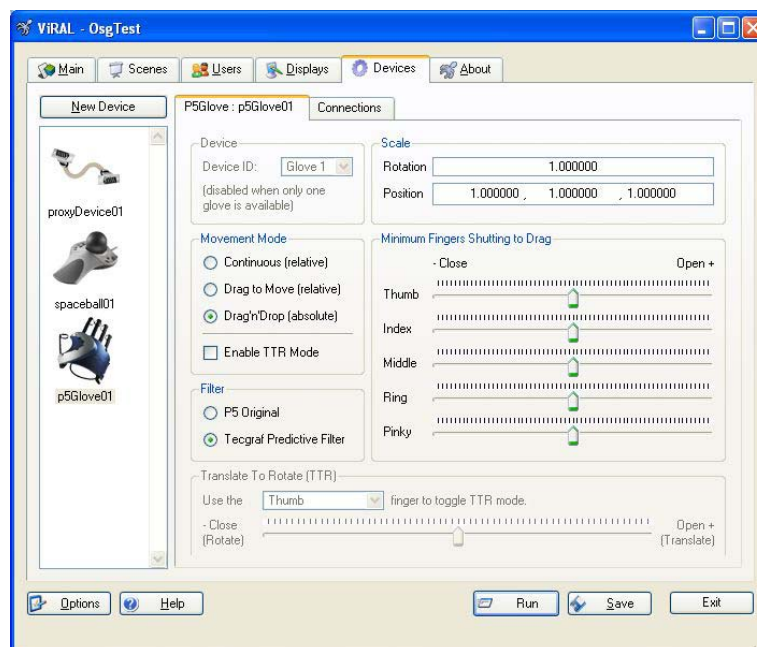 ViRAL - OsgTest
Main Scenes Users Displays Devices About
New Device
proxyDevice01
spaceball01
p5Glove01
P5Glove : p5Glove01 Connections
Device
Device ID: Glove 1
(disabled when only one
glove is available)
Scale
Rotation 1.000000
Position 1.000000 , 1.000000 , 1.000000
Movement Mode
Continuous (relative)
Drag to Move (relative)
Drag'n'Drop (absolute)
Enable TTR Mode
Filter
P5 Original
Tecgraf Predictive Filter
Minimum Fingers Shutting to Drag
- Close Open +
Thumb
Index
Middle
Ring
Pinky
Translate To Rotate (TTR)
Use the Thumb finger to toggle TTR mode.
- Close Open +
(Rotate) (Translate)
Options Help Run Save Exit